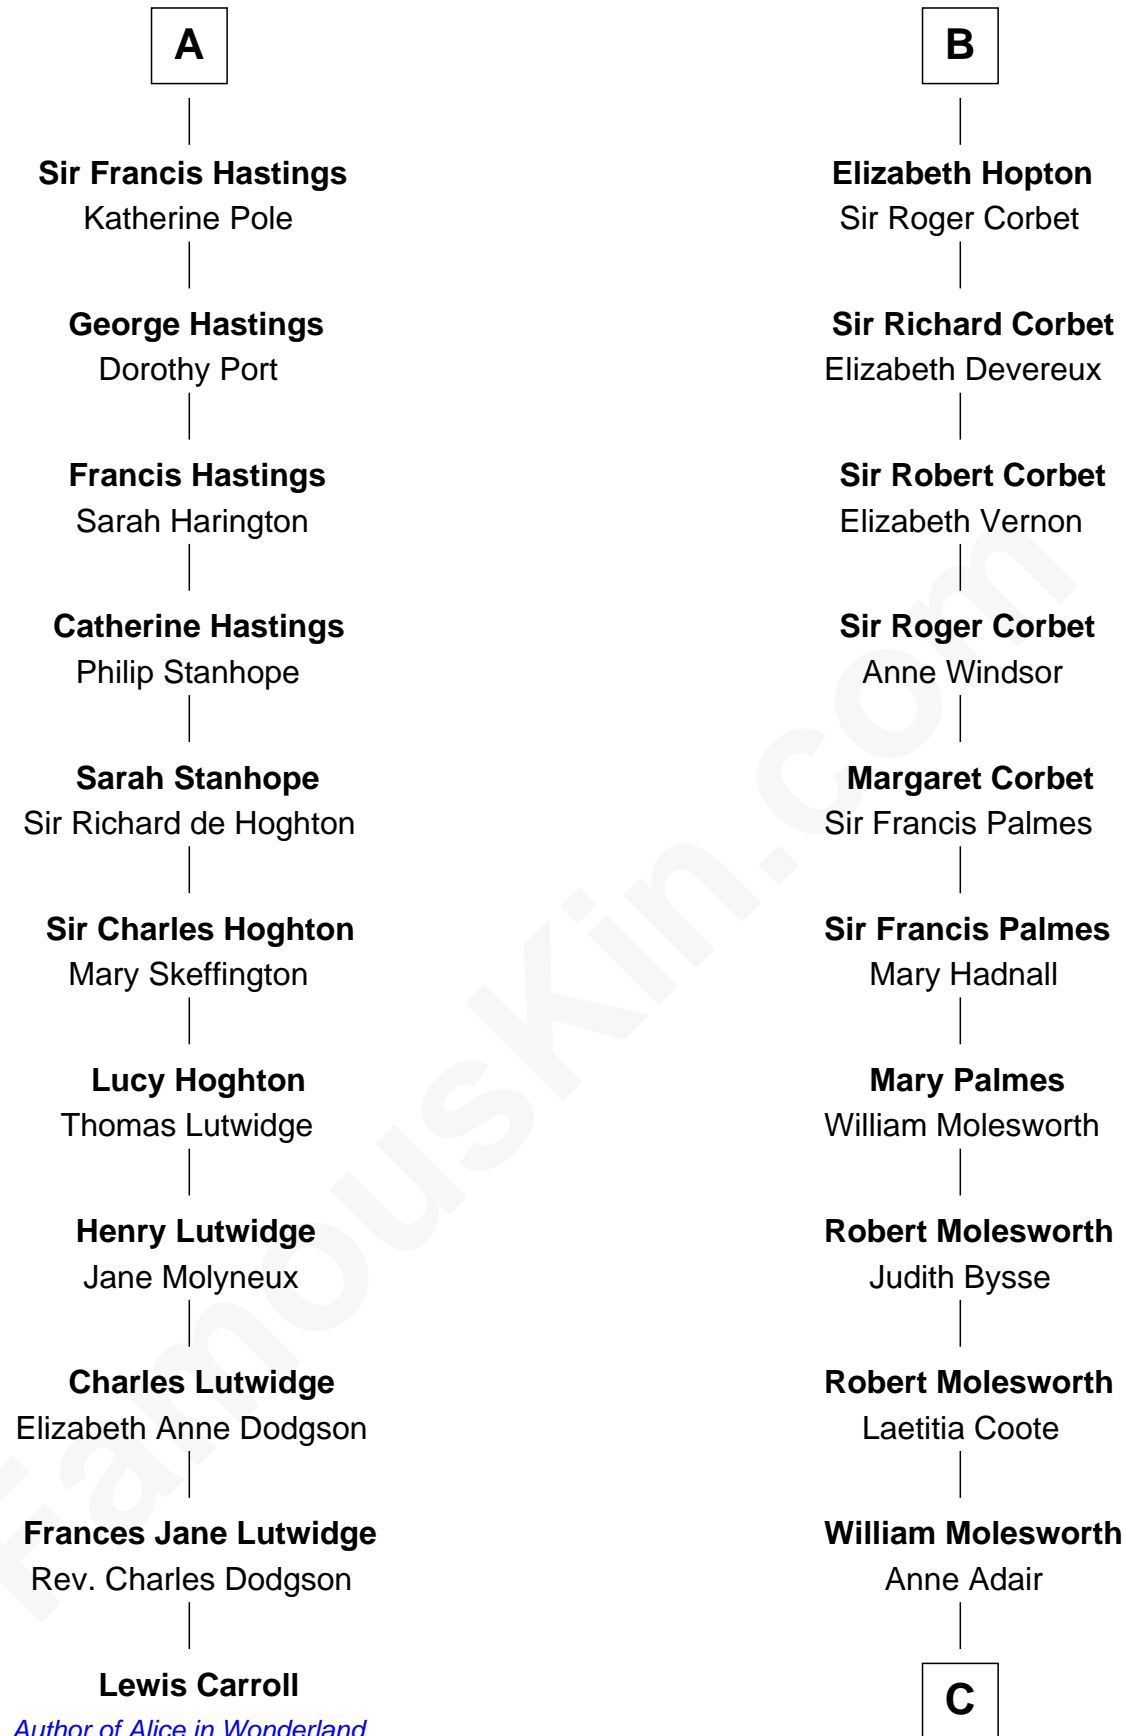 A
Sir Francis Hastings
Katherine Pole
George Hastings
Dorothy Port
Francis Hastings
Sarah Harington
Catherine Hastings
Philip Stanhope
Sarah Stanhope
Sir Richard de Hoghton
Sir Charles Hoghton
Mary Skeffington
Lucy Hoghton
Thomas Lutwidge
Henry Lutwidge
Jane Molyneux
Charles Lutwidge
Elizabeth Anne Dodgson
Frances Jane Lutwidge
Rev. Charles Dodgson
Lewis Carroll
Author of Alice in Wonderland
B
Elizabeth Hopton
Sir Roger Corbet
Sir Richard Corbet
Elizabeth Devereux
Sir Robert Corbet
Elizabeth Vernon
Sir Roger Corbet
Anne Windsor
Margaret Corbet
Sir Francis Palmes
Sir Francis Palmes
Mary Hadnall
Mary Palmes
William Molesworth
Robert Molesworth
Judith Bysse
Robert Molesworth
Laetitia Coote
William Molesworth
Anne Adair
C
FamousKin.com